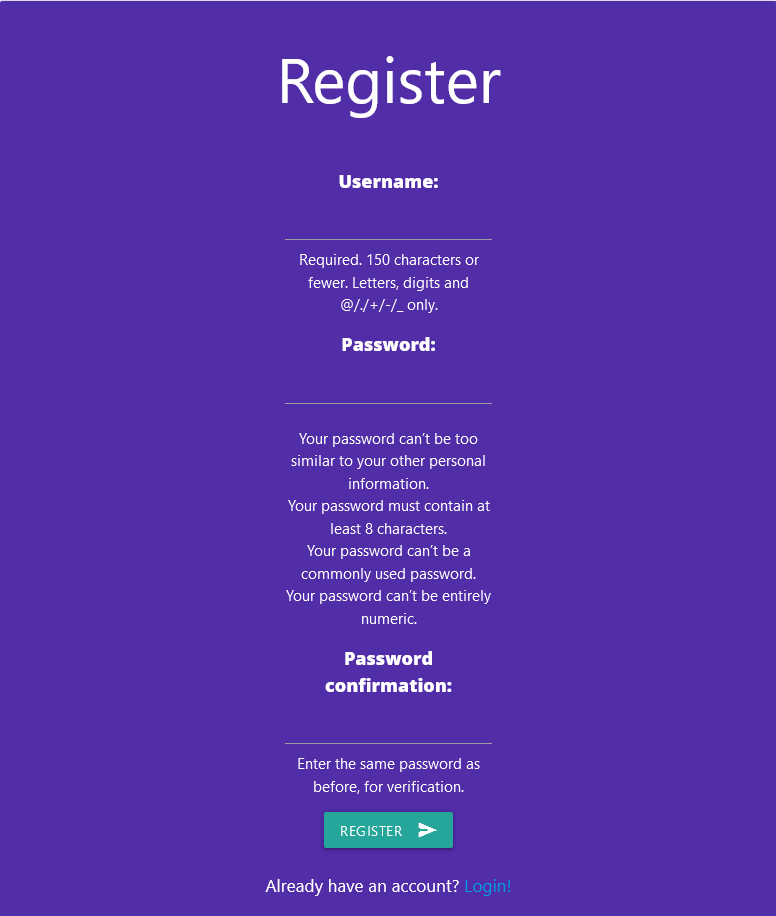 Register
Username:
Required. 150 characters or
fewer. Letters, digits and
@/./+/-/_ only.
Password:
Your password can’t be too
similar to your other personal
information.
Your password must contain at
least 8 characters.
Your password can’t be a
commonly used password.
Your password can’t be entirely
numeric.
Password
confirmation:
Enter the same password as
before, for verification.
REGISTER
Already have an account? Login!